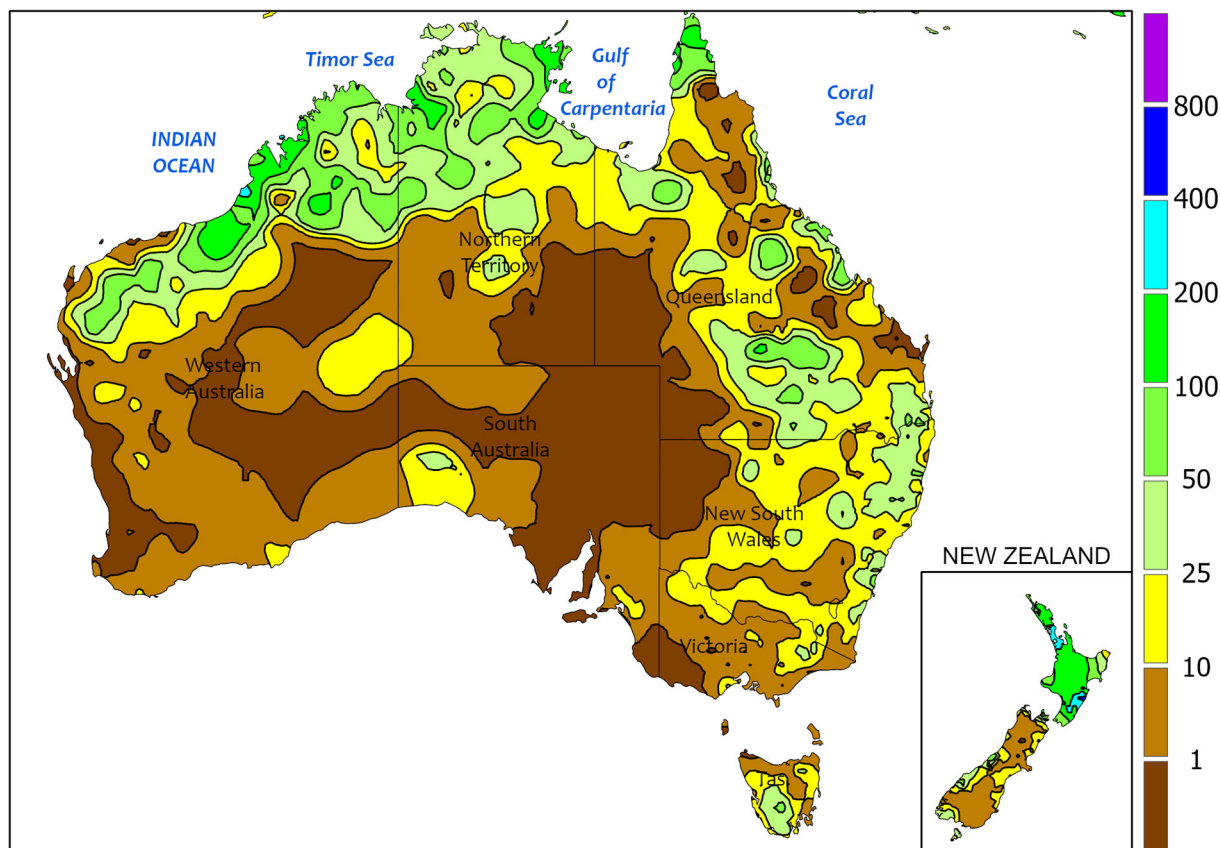 Timor Sea
Gulf
of
Carpentaria
Coral
Sea
INDIAN
OCEAN
Northern
Territory
Queensland
Western
Australia
South
Australia
New South
Wales
Victoria
Tas
NEW ZEALAND
800
400
200
100
50
25
10
1